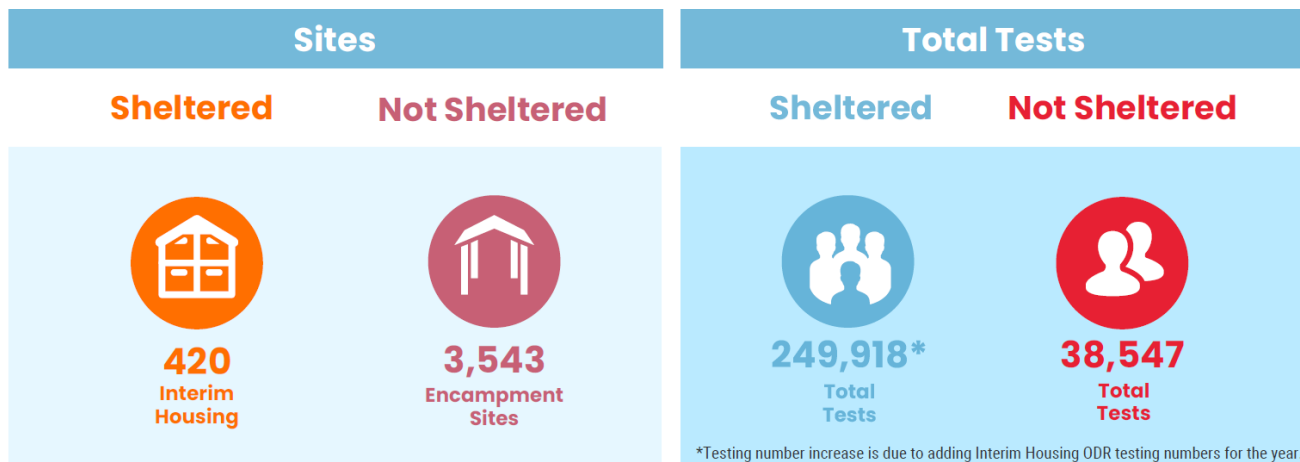 Sites
Sheltered
Not Sheltered
420
Interim
Housing
3,543
Encampment
Sites
Total Tests
Sheltered
Not Sheltered
249,918*
Total
Tests
38,547
Total
Tests
*Testing number increase is due to adding Interim Housing ODR testing numbers for the year